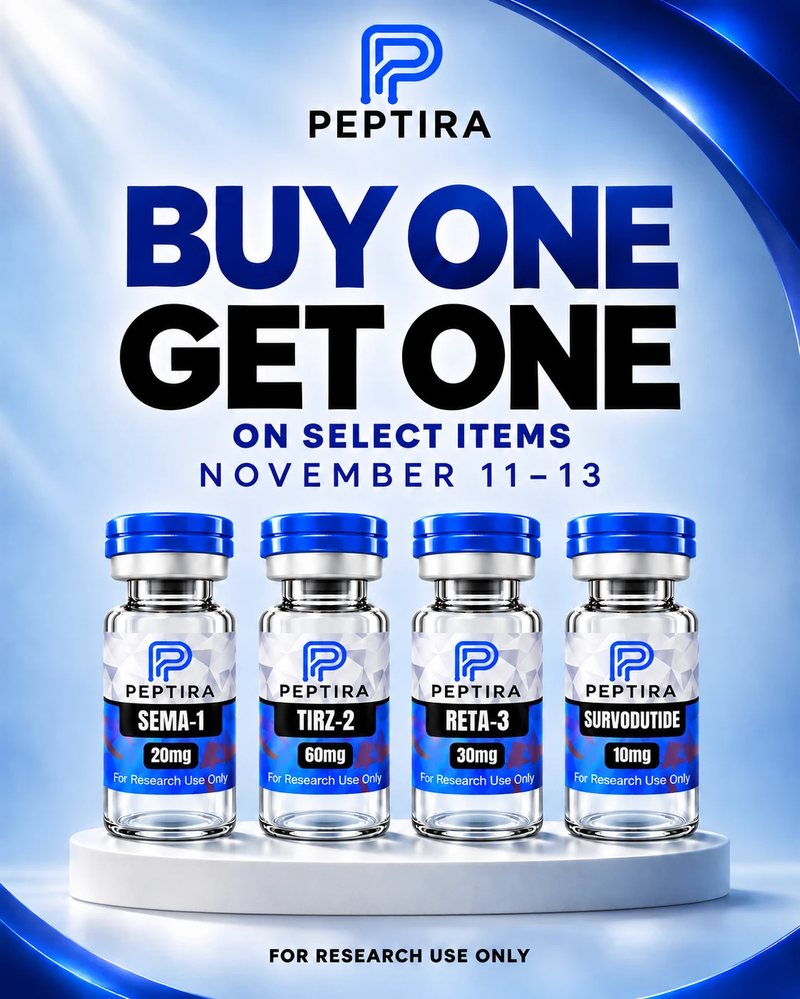 PEPTIRA
BUY ONE
GET ONE
ON SELECT ITEMS
NOVEMBER 11–13
PEPTIRA
SEMA-1
20mg
For Research Use Only
PEPTIRA
TIRZ-2
60mg
For Research Use Only
PEPTIRA
RETA-3
30mg
For Research Use Only
PEPTIRA
SURVODUTIDE
10mg
For Research Use Only
FOR RESEARCH USE ONLY